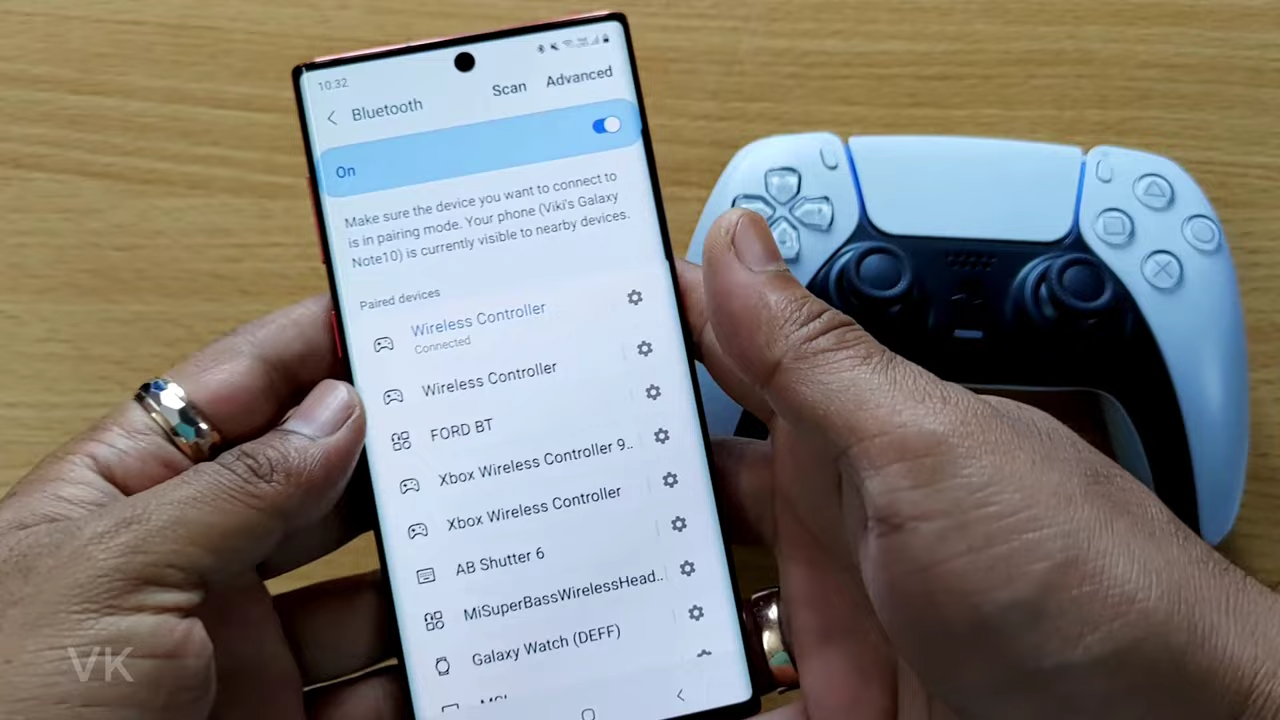 10:32
Bluetooth
Scan
Advanced
On
Make sure the device you want to connect to
is in pairing mode. Your phone (Viki's Galaxy
Note10) is currently visible to nearby devices.
Paired devices
Wireless Controller
Connected
Wireless Controller
FORD BT
Xbox Wireless Controller 9..
Xbox Wireless Controller
AB Shutter 6
MiSuperBassWirelessHead..
Galaxy Watch (DEFF)
VK